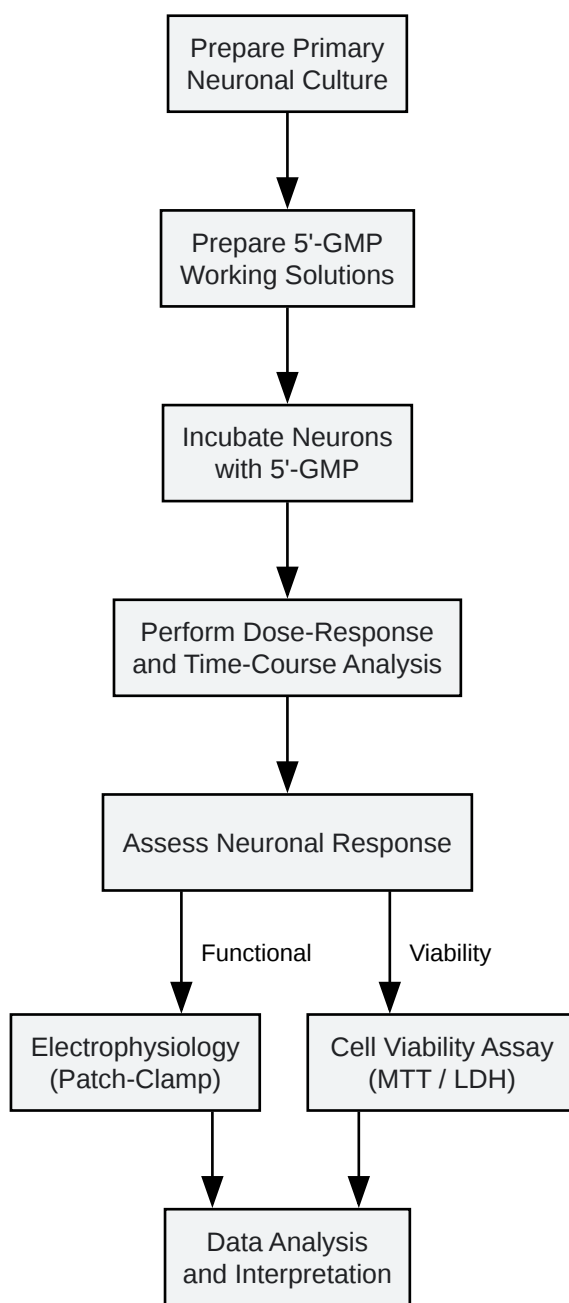 Prepare Primary
Neuronal Culture
Prepare 5'-GMP
Working Solutions
Incubate Neurons
with 5'-GMP
Perform Dose-Response
and Time-Course Analysis
Assess Neuronal Response
Functional
Viability
Electrophysiology
(Patch-Clamp)
Cell Viability Assay
(MTT / LDH)
Data Analysis
and Interpretation